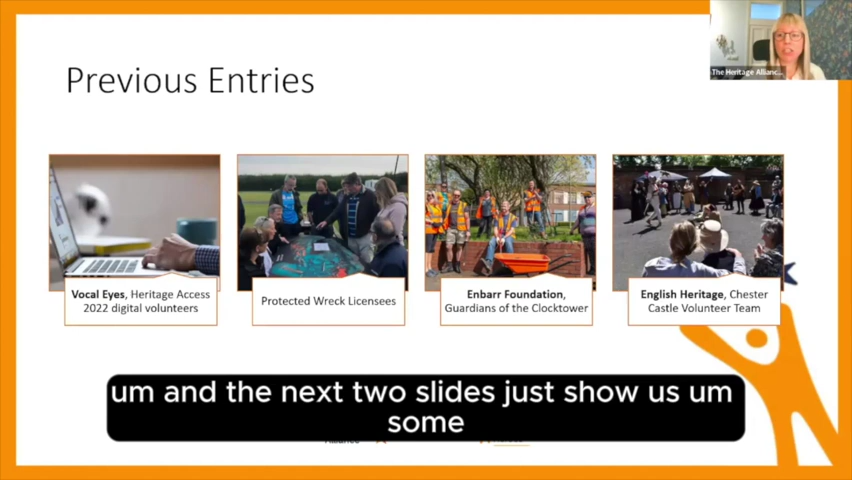 The Heritage Allianc...
Previous Entries
Vocal Eyes, Heritage Access
2022 digital volunteers
Protected Wreck Licensees
Enbarr Foundation,
Guardians of the Clocktower
English Heritage, Chester
Castle Volunteer Team
um and the next two slides just show us um
some